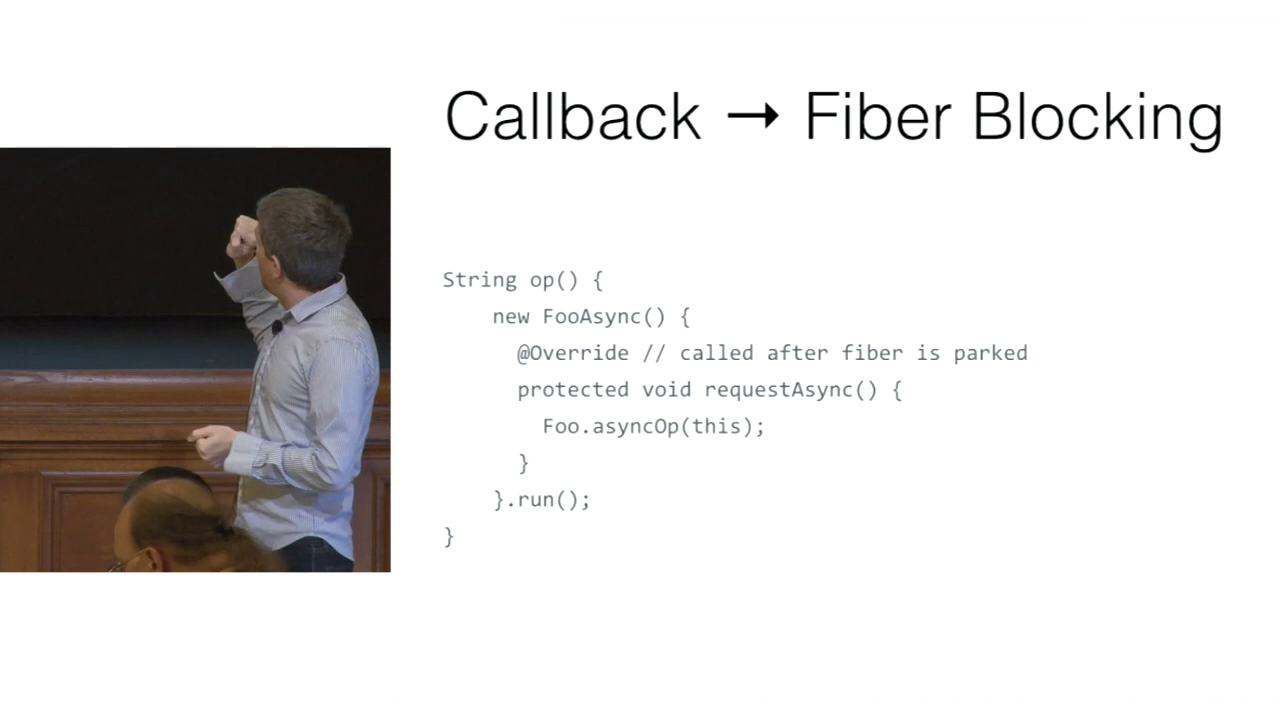 Callback → Fiber Blocking
String op() {
new FooAsync() {
@Override // called after fiber is parked
protected void requestAsync() {
Foo.asyncOp(this);
}
}.run();
}